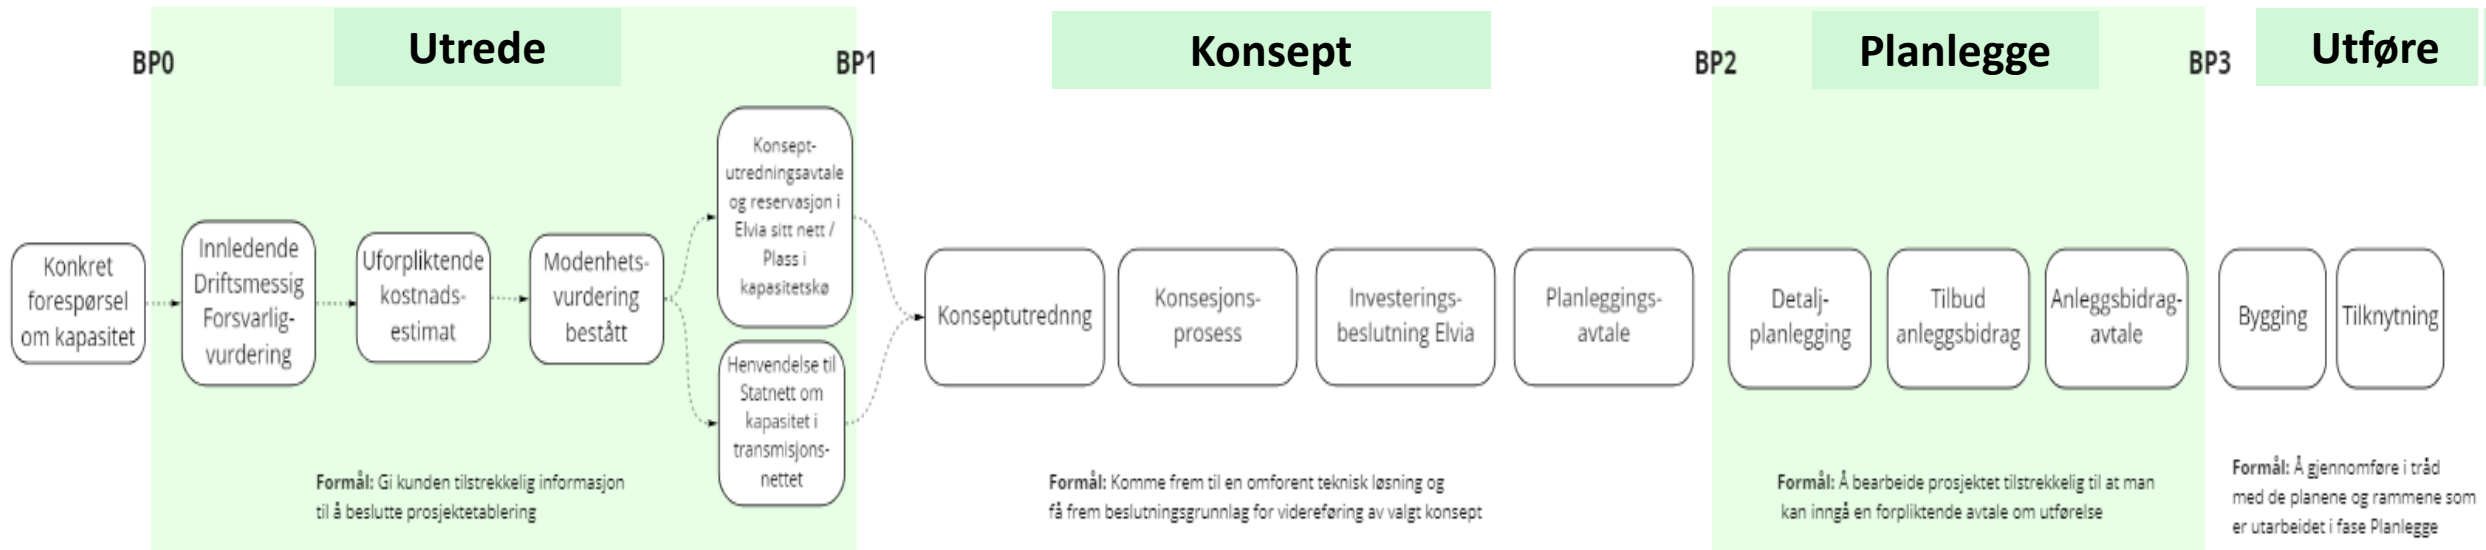 BP0
Utrede
BP1
Konsept
BP2
Planlegge
BP3
Utføre
Konkret
forespørsel
om kapasitet
Innledende
Driftsmessig
Forsvarlig-
vurdering
Uforpliktende
kostnads-
estimat
Modenhets-
vurdering
bestått
Konsept-
utredningsavtale
og reservasjon i
Elvia sitt nett /
Plass i
kapasitetskø
Henvendelse til
Statnett om
kapasitet i
transmisjons-
nettet
Konseptutrednng
Konsesjons-
prosess
Investerings-
beslutning Elvia
Planleggings-
avtale
Detalj-
planlegging
Tilbud
anleggsbidrag
Anleggsbidrag-
avtale
Bygging
Tilknytning
Formål: Gi kunden tilstrekkelig informasjon
til å beslutte prosjektetablering
Formål: Komme frem til en omforent teknisk løsning og
få frem beslutningsgrunnlag for videreføring av valgt konsept
Formål: Å bearbeide prosjektet tilstrekkelig til at man
kan inngå en forpliktende avtale om utførelse
Formål: Å gjennomføre i tråd
med de planene og rammene som
er utarbeidet i fase Planlegge